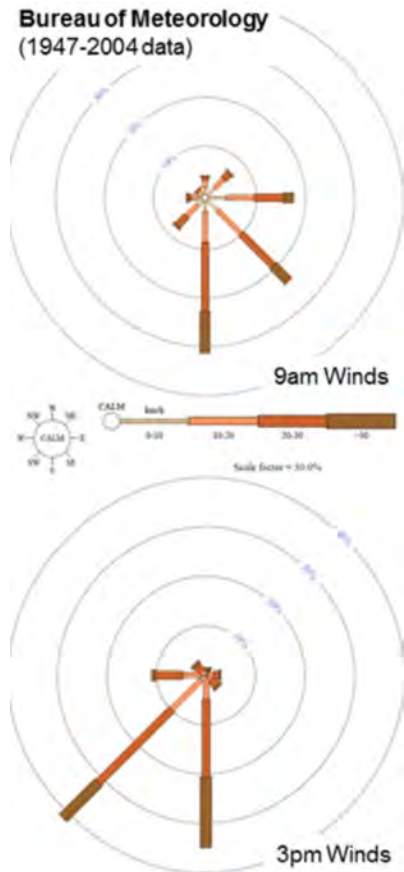 Bureau of Meteorology
(1947-2004 data)
9am Winds
CALM
km/h
N
NW
NE
W
CALM
E
SW
SE
S
0-10
10-20
20-30
>30
Scale factor = 30.0%
3pm Winds